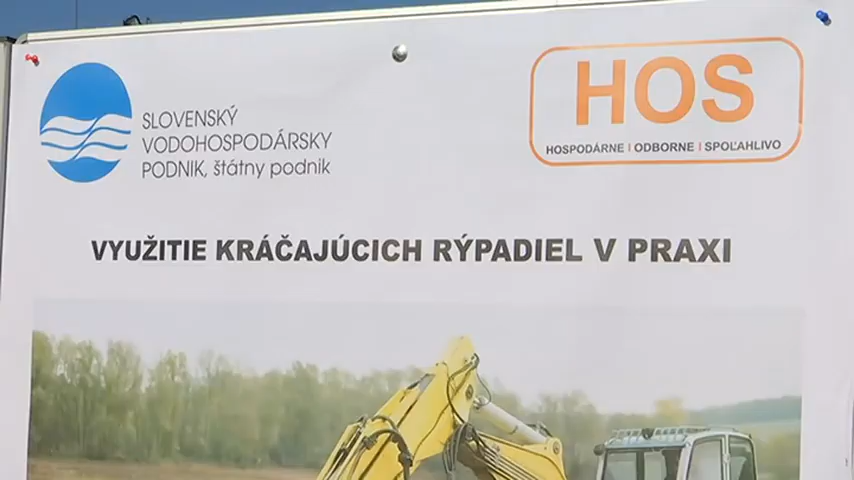 SLOVENSKÝ
VODOHOSPODÁRSKY
PODNIK, štátny podnik
HOS
HOSPODÁRNE | ODBORNE | SPOĽAHLIVO
VYUŽITIE KRÁČAJÚCICH RÝPADIEL V PRAXI